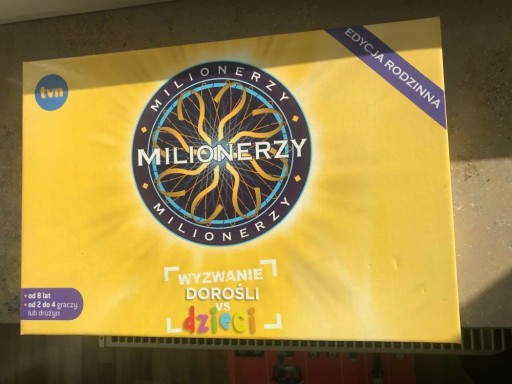 tvn
EDYCJA RODZINNA
MILIONERZY
MILIONERZY
MILIONERZY
WYZWANIE
DOROŚLI
VS
dzieci
• od 8 lat
• od 2 do 4 graczy
lub drużyn